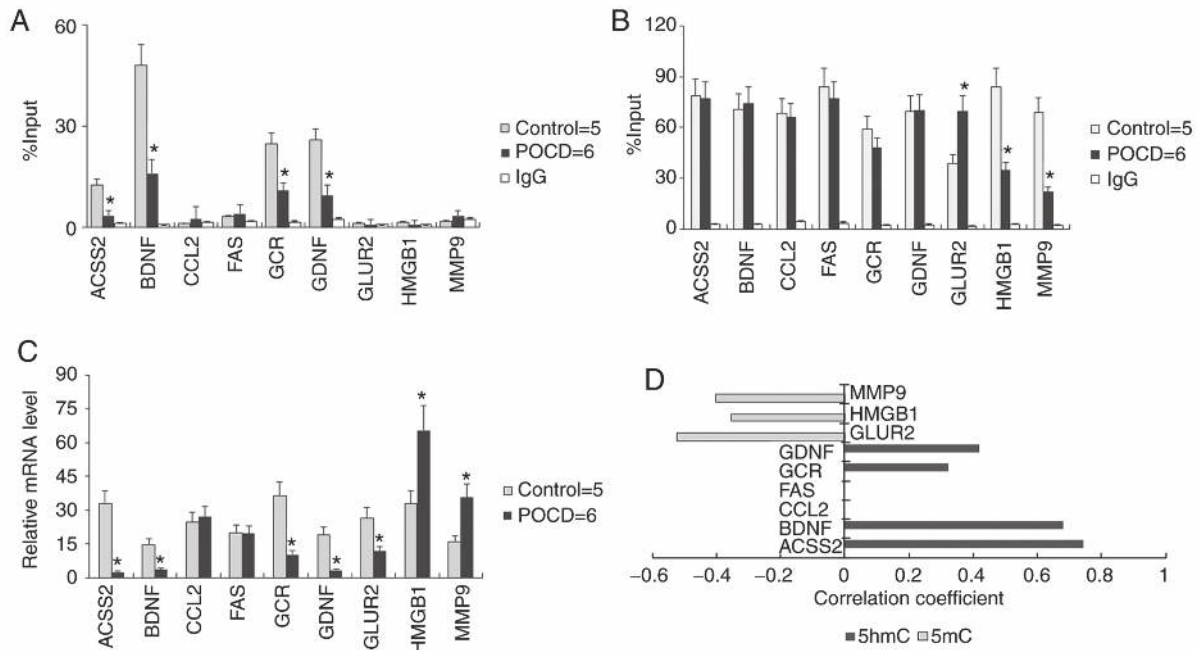 A
60
30
0
%Input
ACSS2
BDNF
CCL2
FAS
GCR
GDNF
GLUR2
HMGB1
MMP9
*
*
*
*
Control=5
POCD=6
IgG
B
120
90
60
30
0
%Input
ACSS2
BDNF
CCL2
FAS
GCR
GDNF
GLUR2
HMGB1
MMP9
*
*
*
Control=5
POCD=6
IgG
C
90
75
60
45
30
15
0
Relative mRNA level
ACSS2
BDNF
CCL2
FAS
GCR
GDNF
GLUR2
HMGB1
MMP9
*
*
*
*
*
*
*
Control=5
POCD=6
D
MMP9
HMGB1
GLUR2
GDNF
GCR
FAS
CCL2
BDNF
ACSS2
−0.6 −0.4 −0.2 0 0.2 0.4 0.6 0.8 1
Correlation coefficient
5hmC 5mC